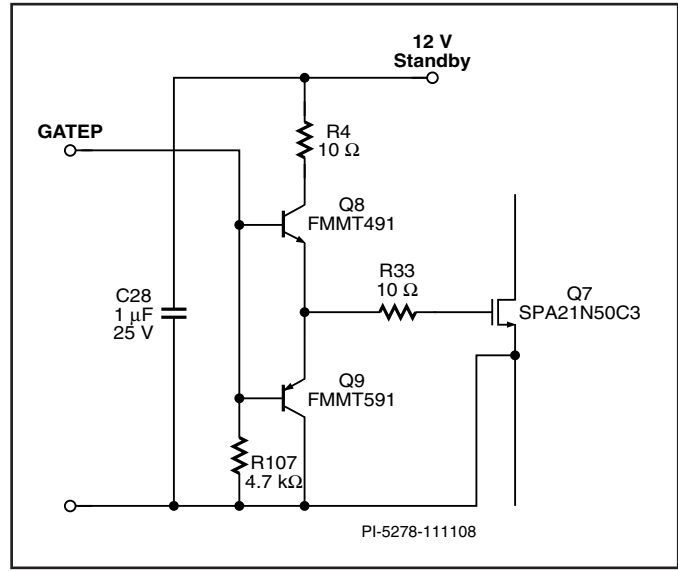 12 V
Standby
GATEP
R4
10 Ω
Q8
FMMT491
R33
10 Ω
Q7
SPA21N50C3
C28
1 μF
25 V
Q9
FMMT591
R107
4.7 kΩ
PI-5278-111108